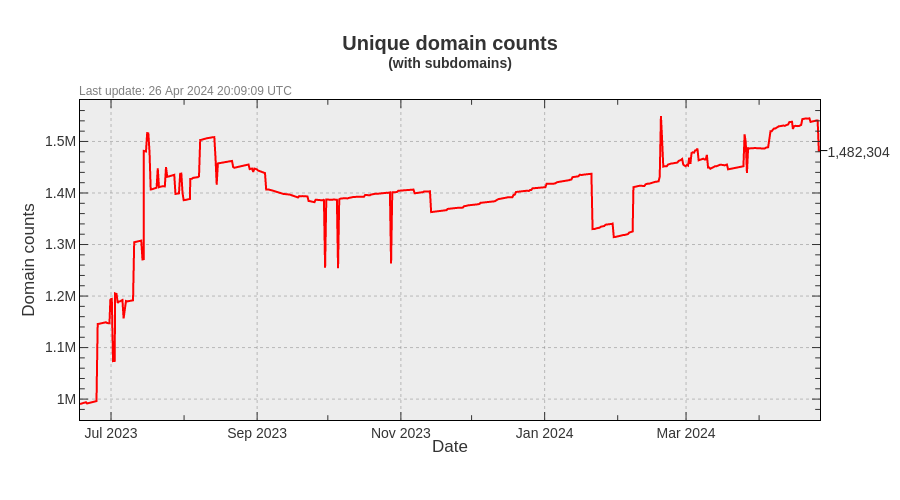 Unique domain counts
(with subdomains)
Last update: 26 Apr 2024 20:09:09 UTC
1.5M
1,482,304
1.4M
1.3M
1.2M
1.1M
1M
Domain counts
Jul 2023
Sep 2023
Nov 2023
Jan 2024
Mar 2024
Date